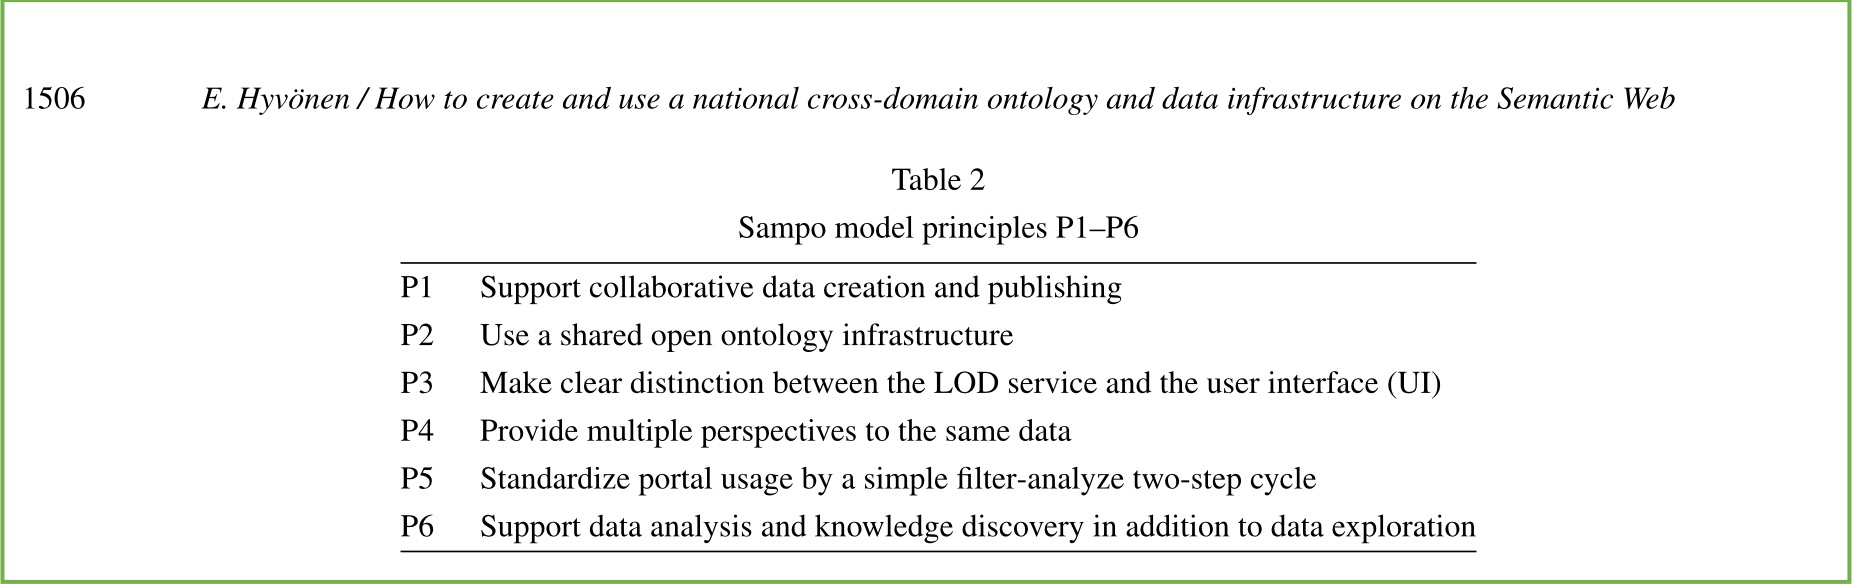 1506 E. Hyvönen / How to create and use a national cross-domain ontology and data infrastructure on the Semantic Web
Table 2
Sampo model principles P1–P6
P1 Support collaborative data creation and publishing
P2 Use a shared open ontology infrastructure
P3 Make clear distinction between the LOD service and the user interface (UI)
P4 Provide multiple perspectives to the same data
P5 Standardize portal usage by a simple filter-analyze two-step cycle
P6 Support data analysis and knowledge discovery in addition to data exploration